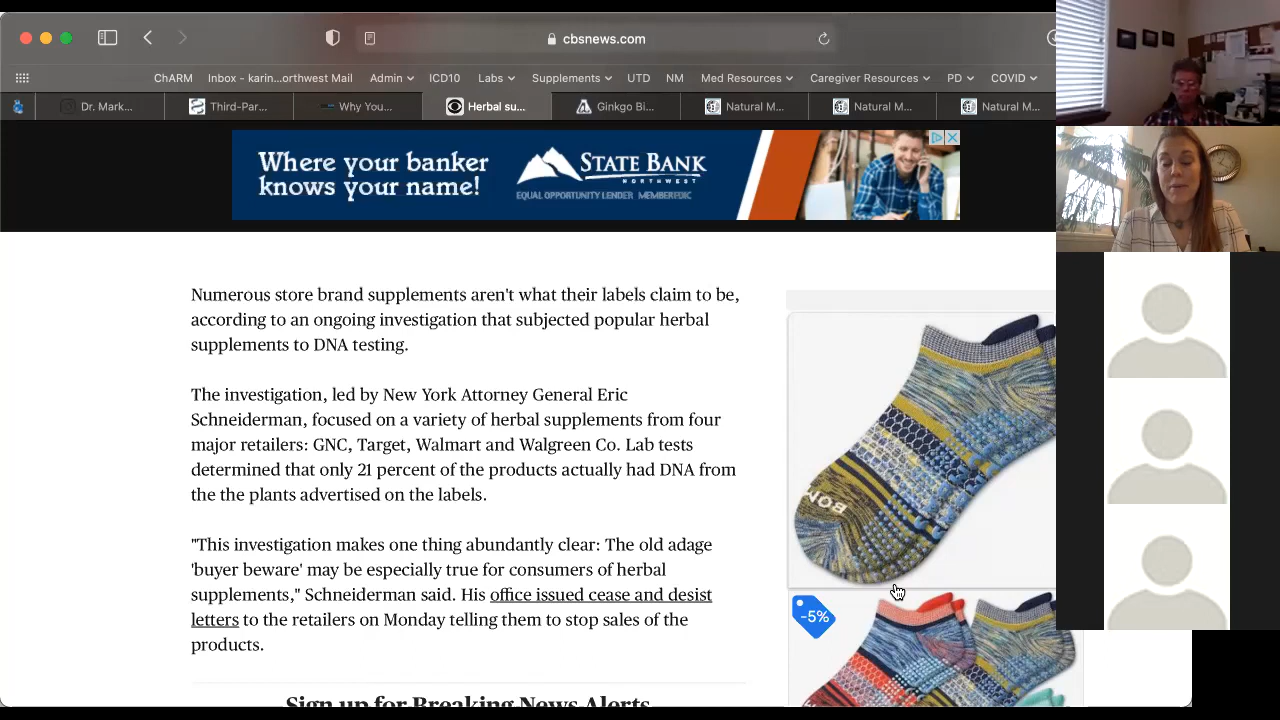 cbsnews.com
ChARM Inbox - karin...orthwest Mail Admin ICD10 Labs Supplements UTD NM Med Resources Caregiver Resources PD COVID
Dr. Mark... Third-Par... Why You... Herbal su... Ginkgo Bi... Natural M... Natural M... Natural M...
Where your banker
knows your name!
STATE BANK
NORTHWEST
EQUAL OPPORTUNITY LENDER MEMBER FDIC
Numerous store brand supplements aren't what their labels claim to be,
according to an ongoing investigation that subjected popular herbal
supplements to DNA testing.
The investigation, led by New York Attorney General Eric
Schneiderman, focused on a variety of herbal supplements from four
major retailers: GNC, Target, Walmart and Walgreen Co. Lab tests
determined that only 21 percent of the products actually had DNA from
the the plants advertised on the labels.
"This investigation makes one thing abundantly clear: The old adage
'buyer beware' may be especially true for consumers of herbal
supplements," Schneiderman said. His office issued cease and desist
letters to the retailers on Monday telling them to stop sales of the
products.
BOM
-5%
Sign up for Breaking News Alerts